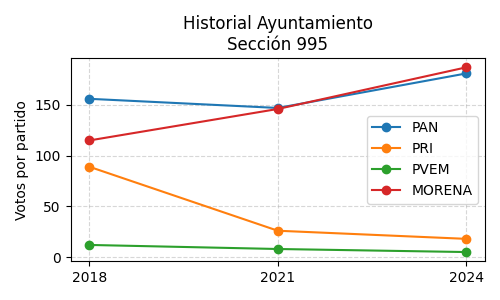 Historial Ayuntamiento
Sección 995
Votos por partido
150
100
50
0
PAN
PRI
PVEM
MORENA
2018
2021
2024